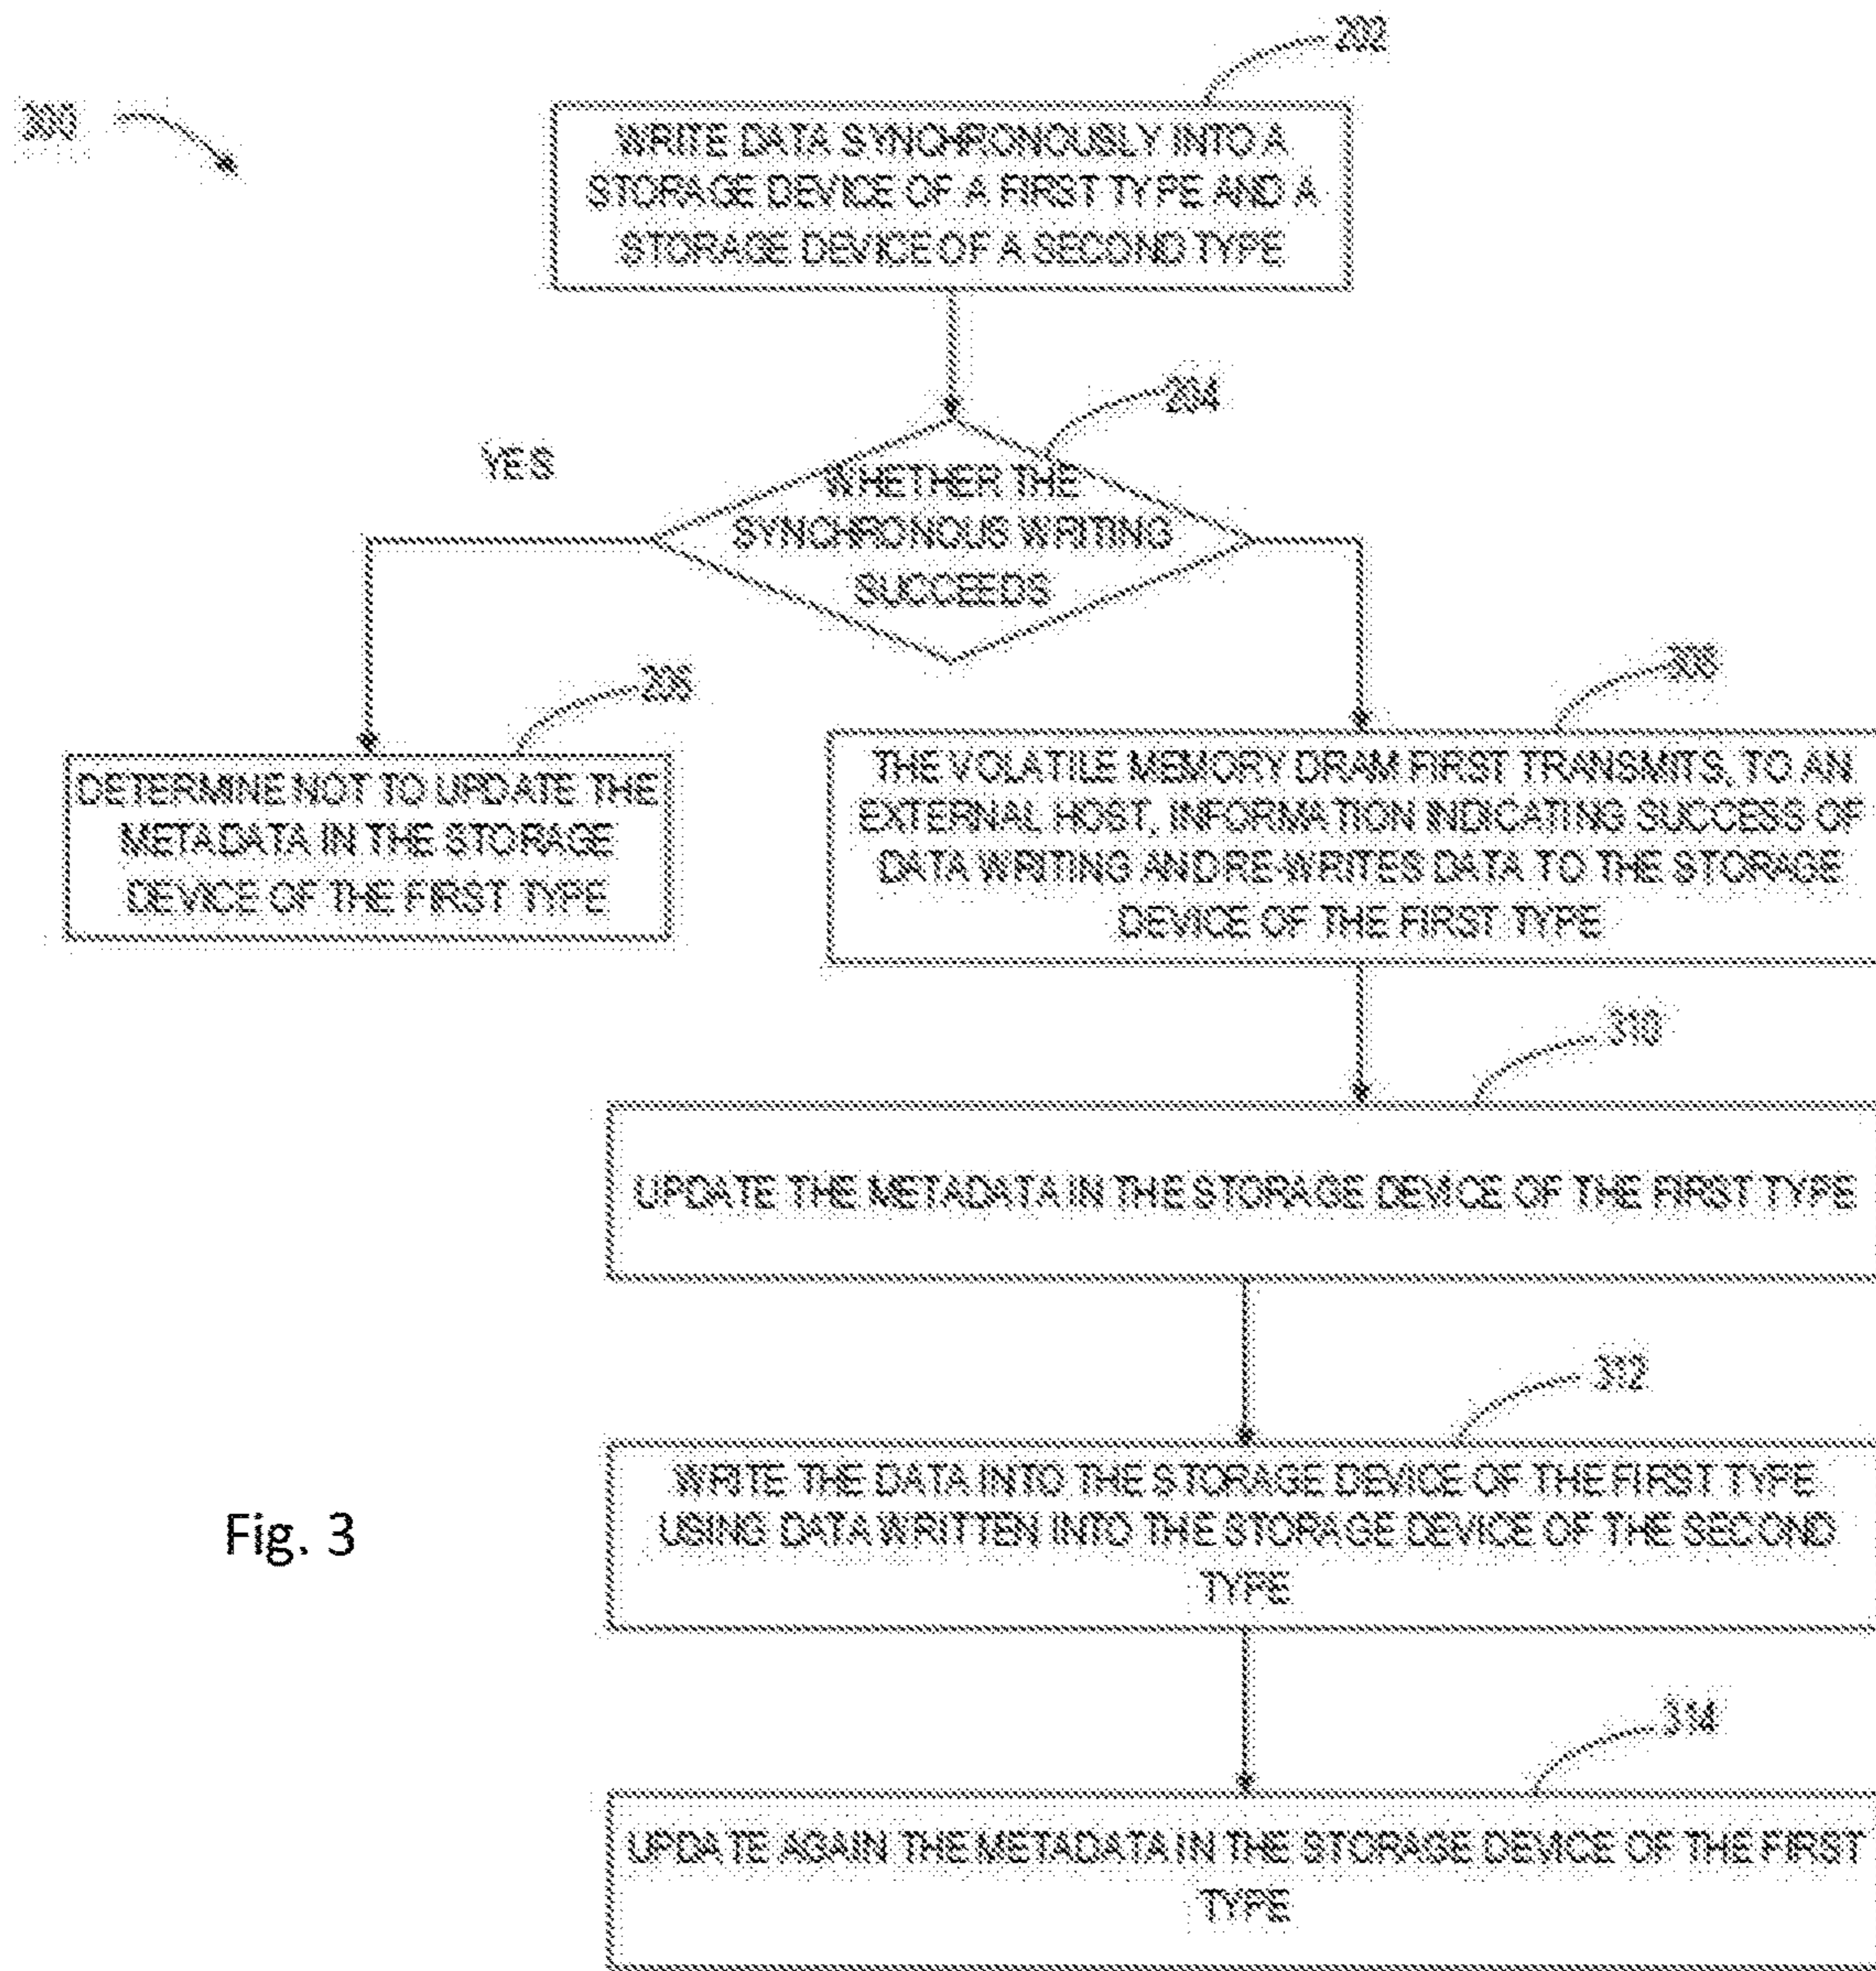 202
300
WRITE DATA SYNCHRONOUSLY INTO A
STORAGE DEVICE OF A FIRST TYPE AND A
STORAGE DEVICE OF A SECOND TYPE
204
YES
WHETHER THE
SYNCHRONOUS WRITING
SUCCEEDS
DETERMINE NOT TO UPDATE THE
METADATA IN THE STORAGE
DEVICE OF THE FIRST TYPE
THE VOLATILE MEMORY DRAM FIRST TRANSMITS, TO AN
EXTERNAL HOST, INFORMATION INDICATING SUCCESS OF
DATA WRITING AND RE-WRITES DATA TO THE STORAGE
DEVICE OF THE FIRST TYPE
310
UPDATE THE METADATA IN THE STORAGE DEVICE OF THE FIRST TYPE
312
WRITE THE DATA INTO THE STORAGE DEVICE OF THE FIRST TYPE
USING DATA WRITTEN INTO THE STORAGE DEVICE OF THE SECOND
TYPE
Fig. 3
314
UPDATE AGAIN THE METADATA IN THE STORAGE DEVICE OF THE FIRST
TYPE